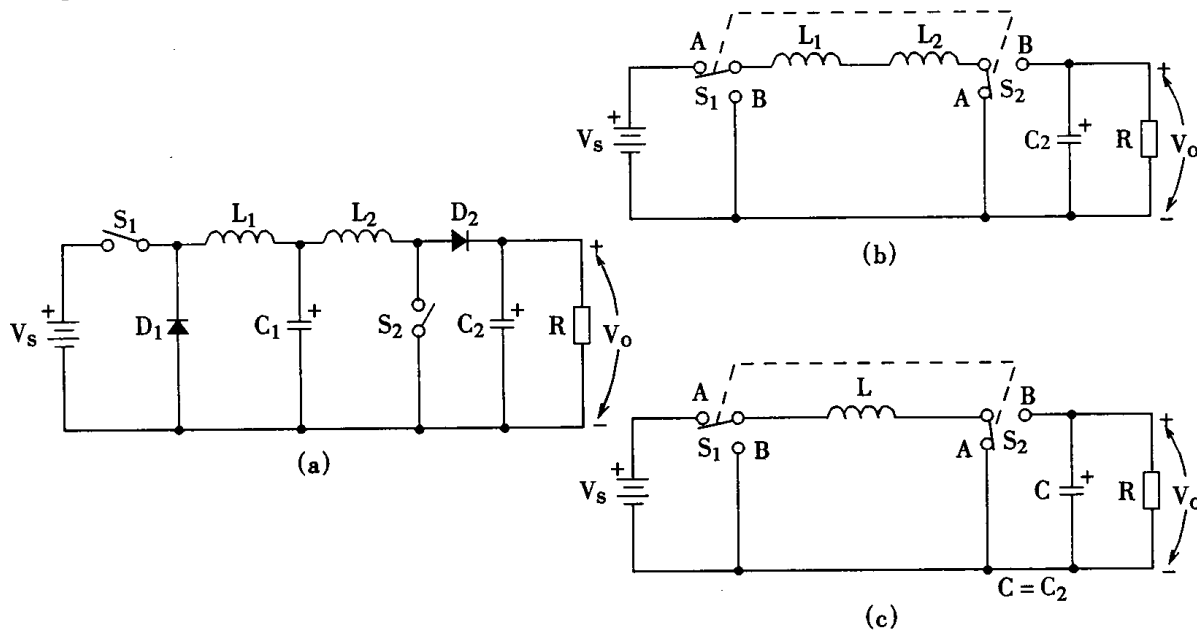 S1
L1
L2
D2
+
+
Vs
D1
C1
+
S2
C2
+
R
Vo
−
(a)
A
L1
L2
B
+
S1
B
A
S2
+
Vs
C2
+
R
Vo
−
(b)
A
L
B
+
S1
B
A
S2
+
Vs
C
+
R
Vo
−
C = C2
(c)